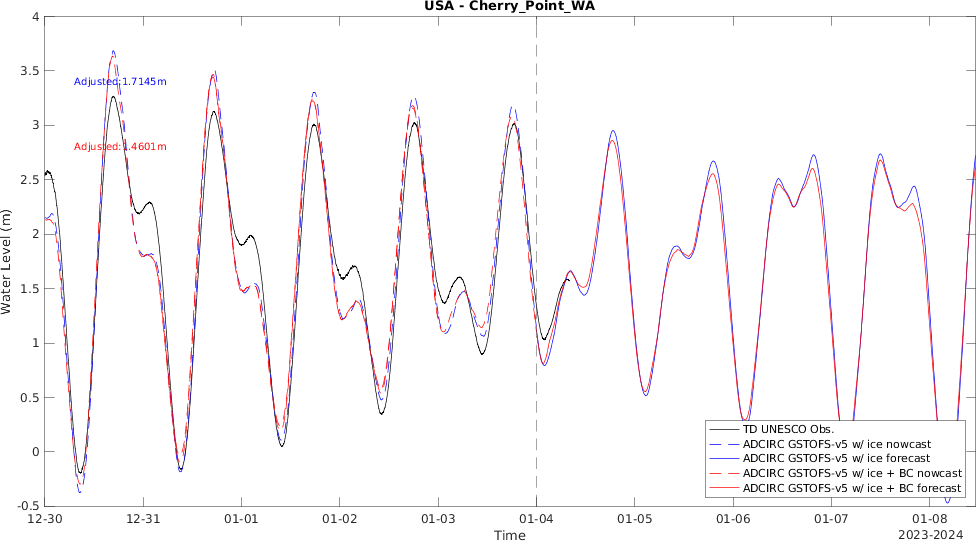 USA - Cherry_Point_WA
Water Level (m)
4
3.5
3
2.5
2
1.5
1
0.5
0
-0.5
Adjusted:1.7145m
Adjusted:1.4601m
TD UNESCO Obs.
ADCIRC GSTOFS-v5 w/ ice nowcast
ADCIRC GSTOFS-v5 w/ ice forecast
ADCIRC GSTOFS-v5 w/ ice + BC nowcast
ADCIRC GSTOFS-v5 w/ ice + BC forecast
12-30 12-31 01-01 01-02 01-03 01-04 01-05 01-06 01-07 01-08
Time
2023-2024